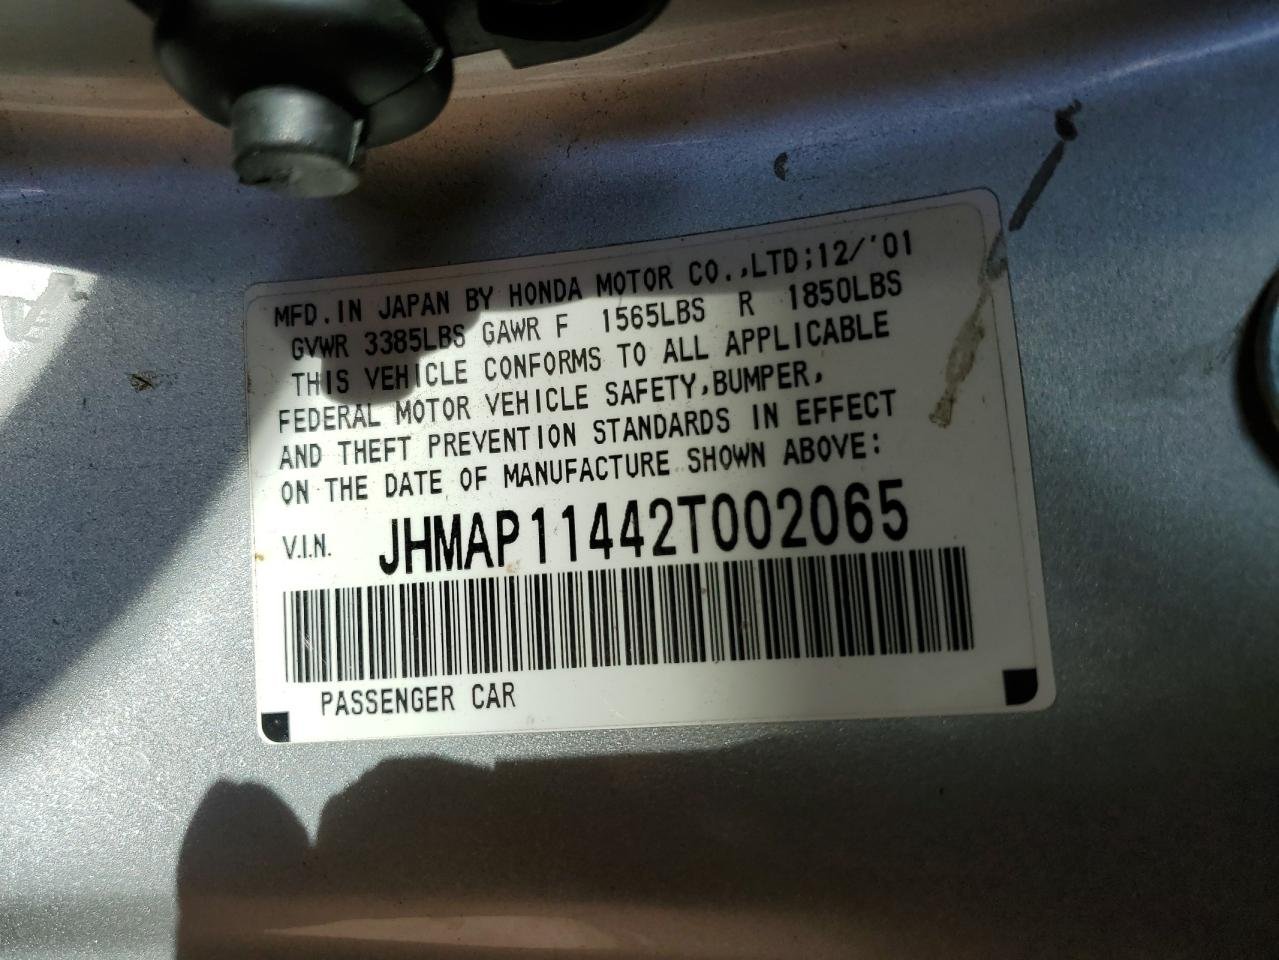 MFD. IN JAPAN BY HONDA MOTOR CO.,LTD;12/'01
GVWR 3385LBS GAWR F 1565LBS R 1850LBS
THIS VEHICLE CONFORMS TO ALL APPLICABLE
FEDERAL MOTOR VEHICLE SAFETY,BUMPER,
AND THEFT PREVENTION STANDARDS IN EFFECT
ON THE DATE OF MANUFACTURE SHOWN ABOVE:
V.I.N. JHMAP11442T002065
PASSENGER CAR